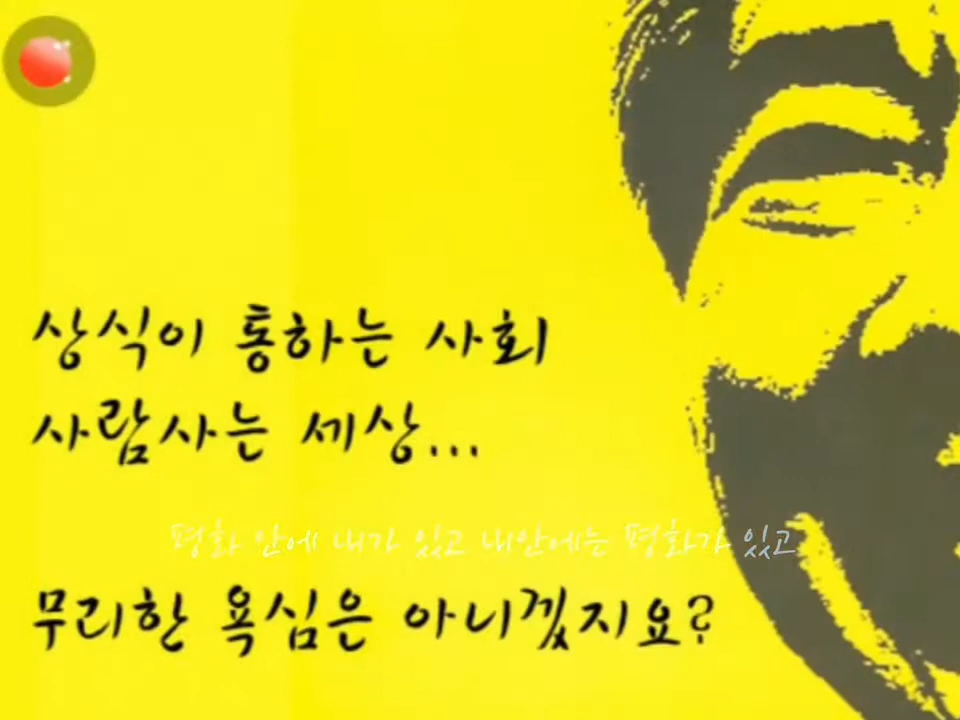 상식이 통하는 사회
사람사는 세상...
평화 안에 내가 있고 내안에는 평화가 있고
무리한 욕심은 아니겠지요?